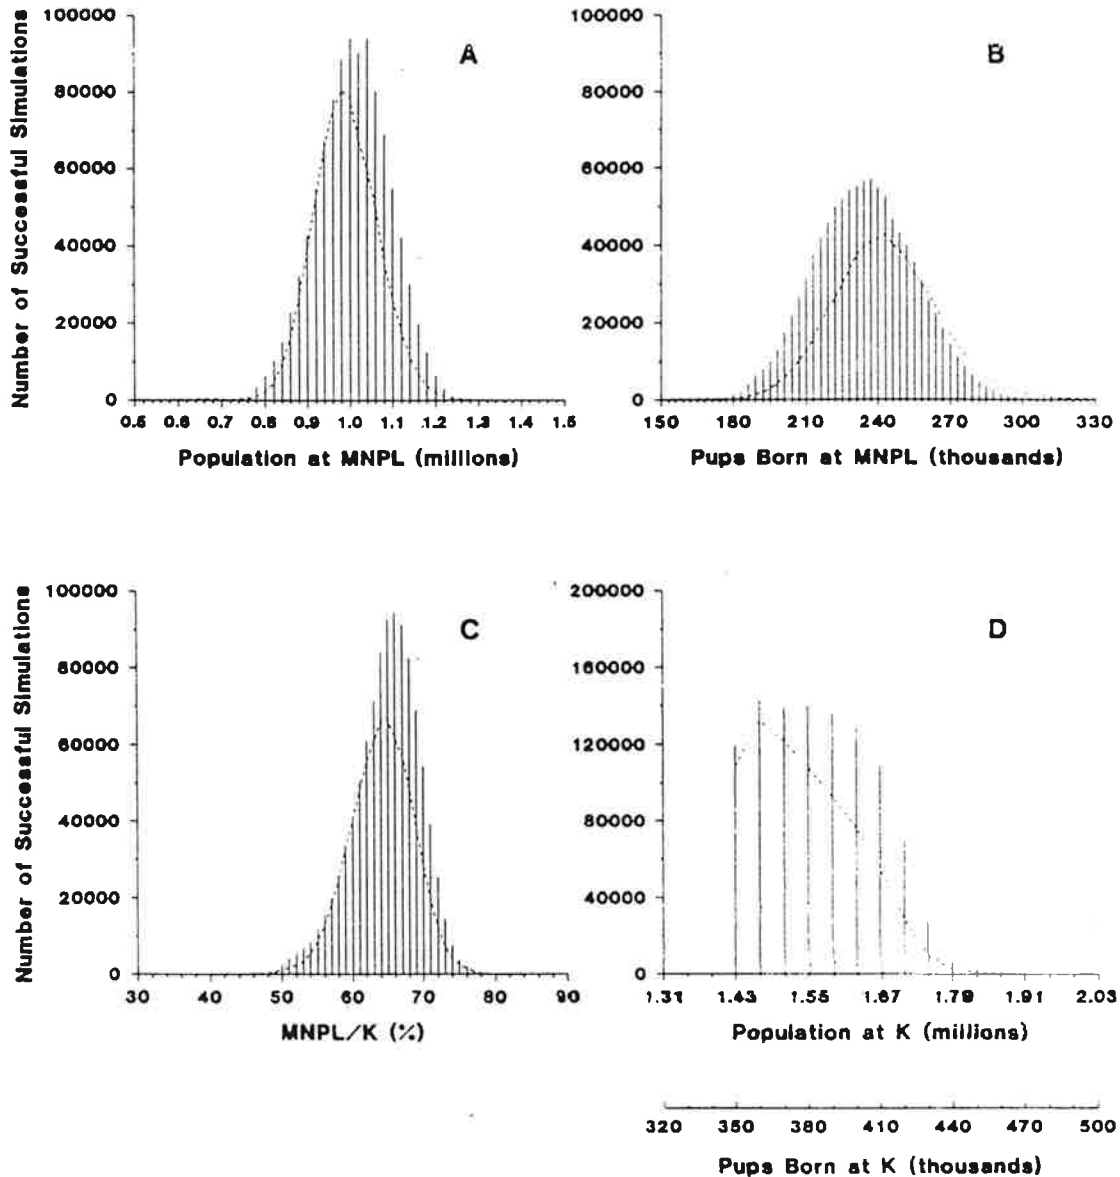 Number of Successful Simulations
100000
80000
60000
40000
20000
0
A
0.5 0.6 0.7 0.8 0.9 1.0 1.1 1.2 1.3 1.4 1.5
Population at MNPL (millions)
100000
80000
60000
40000
20000
0
B
150 180 210 240 270 300 330
Pups Born at MNPL (thousands)
Number of Successful Simulations
100000
80000
60000
40000
20000
0
C
30 40 50 60 70 80 90
MNPL/K (%)
200000
160000
120000
80000
40000
0
D
1.31 1.43 1.55 1.67 1.79 1.91 2.03
Population at K (millions)
320 350 380 410 440 470 500
Pups Born at K (thousands)